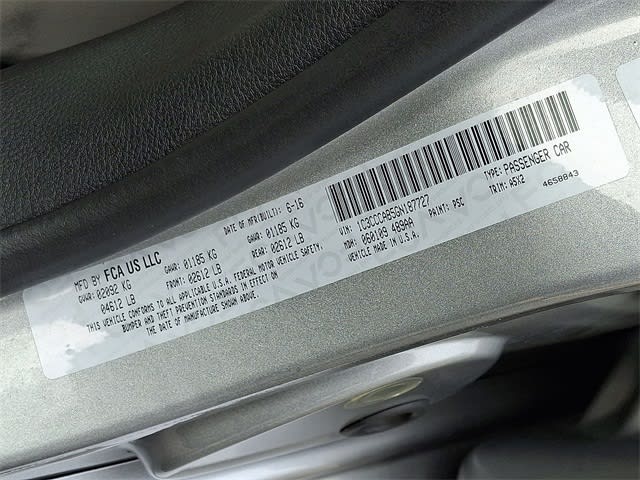 MFD BY FCA US LLC
DATE OF MFR(BUILT): 6-16
GVWR: 02092 KG
GAWR: 01185 KG
GAWR: 01185 KG
04612 LB
FRONT: 02612 LB
REAR: 02612 LB
THIS VEHICLE CONFORMS TO ALL APPLICABLE U.S.A. FEDERAL MOTOR VEHICLE SAFETY,
BUMPER AND THEFT PREVENTION STANDARDS IN EFFECT ON
THE DATE OF MANUFACTURE SHOWN ABOVE.
VIN: 1C3CCCAB5GN187727
TYPE: PASSENGER CAR
MDH: 060109 489AA
PAINT: PSC
TRIM: A5X2
VEHICLE MADE IN U.S.A.
4658843